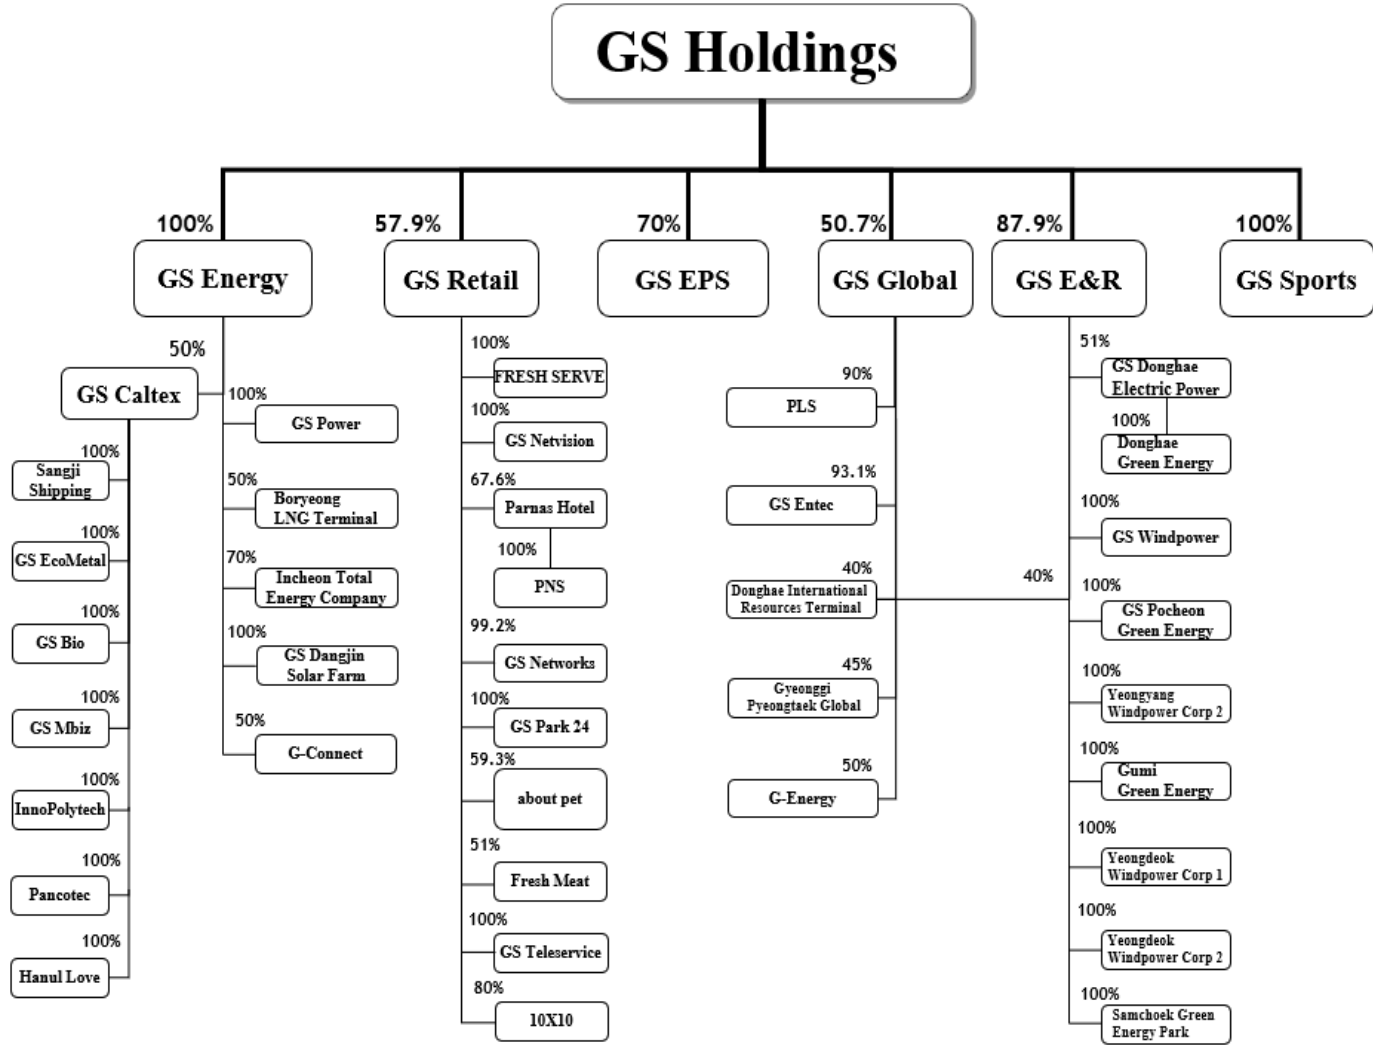 GS Holdings
100%
GS Energy
57.9%
GS Retail
70%
GS EPS
50.7%
GS Global
87.9%
GS E&R
100%
GS Sports
50%
GS Caltex
100%
Sangji
Shipping
100%
GS EcoMetal
100%
GS Bio
100%
GS Mbiz
100%
InnoPolytech
100%
Pancotec
100%
Hanul Love
100%
GS Power
50%
Boryeong
LNG Terminal
70%
Incheon Total
Energy Company
100%
GS Dangjin
Solar Farm
50%
G-Connect
100%
FRESH SERVE
100%
GS Netvision
67.6%
Parnas Hotel
100%
PNS
99.2%
GS Networks
100%
GS Park 24
59.3%
about pet
51%
Fresh Meat
100%
GS Teleservice
80%
10X10
90%
PLS
93.1%
GS Entec
40%
Donghae International
Resources Terminal
40%
45%
Gyeonggi
Pyeongtaek Global
50%
G-Energy
51%
GS Donghae
Electric Power
100%
Donghae
Green Energy
100%
GS Windpower
100%
GS Pocheon
Green Energy
100%
Yeongyang
Windpower Corp 2
100%
Gumi
Green Energy
100%
Yeongdeok
Windpower Corp 1
100%
Yeongdeok
Windpower Corp 2
100%
Samchoek Green
Energy Park